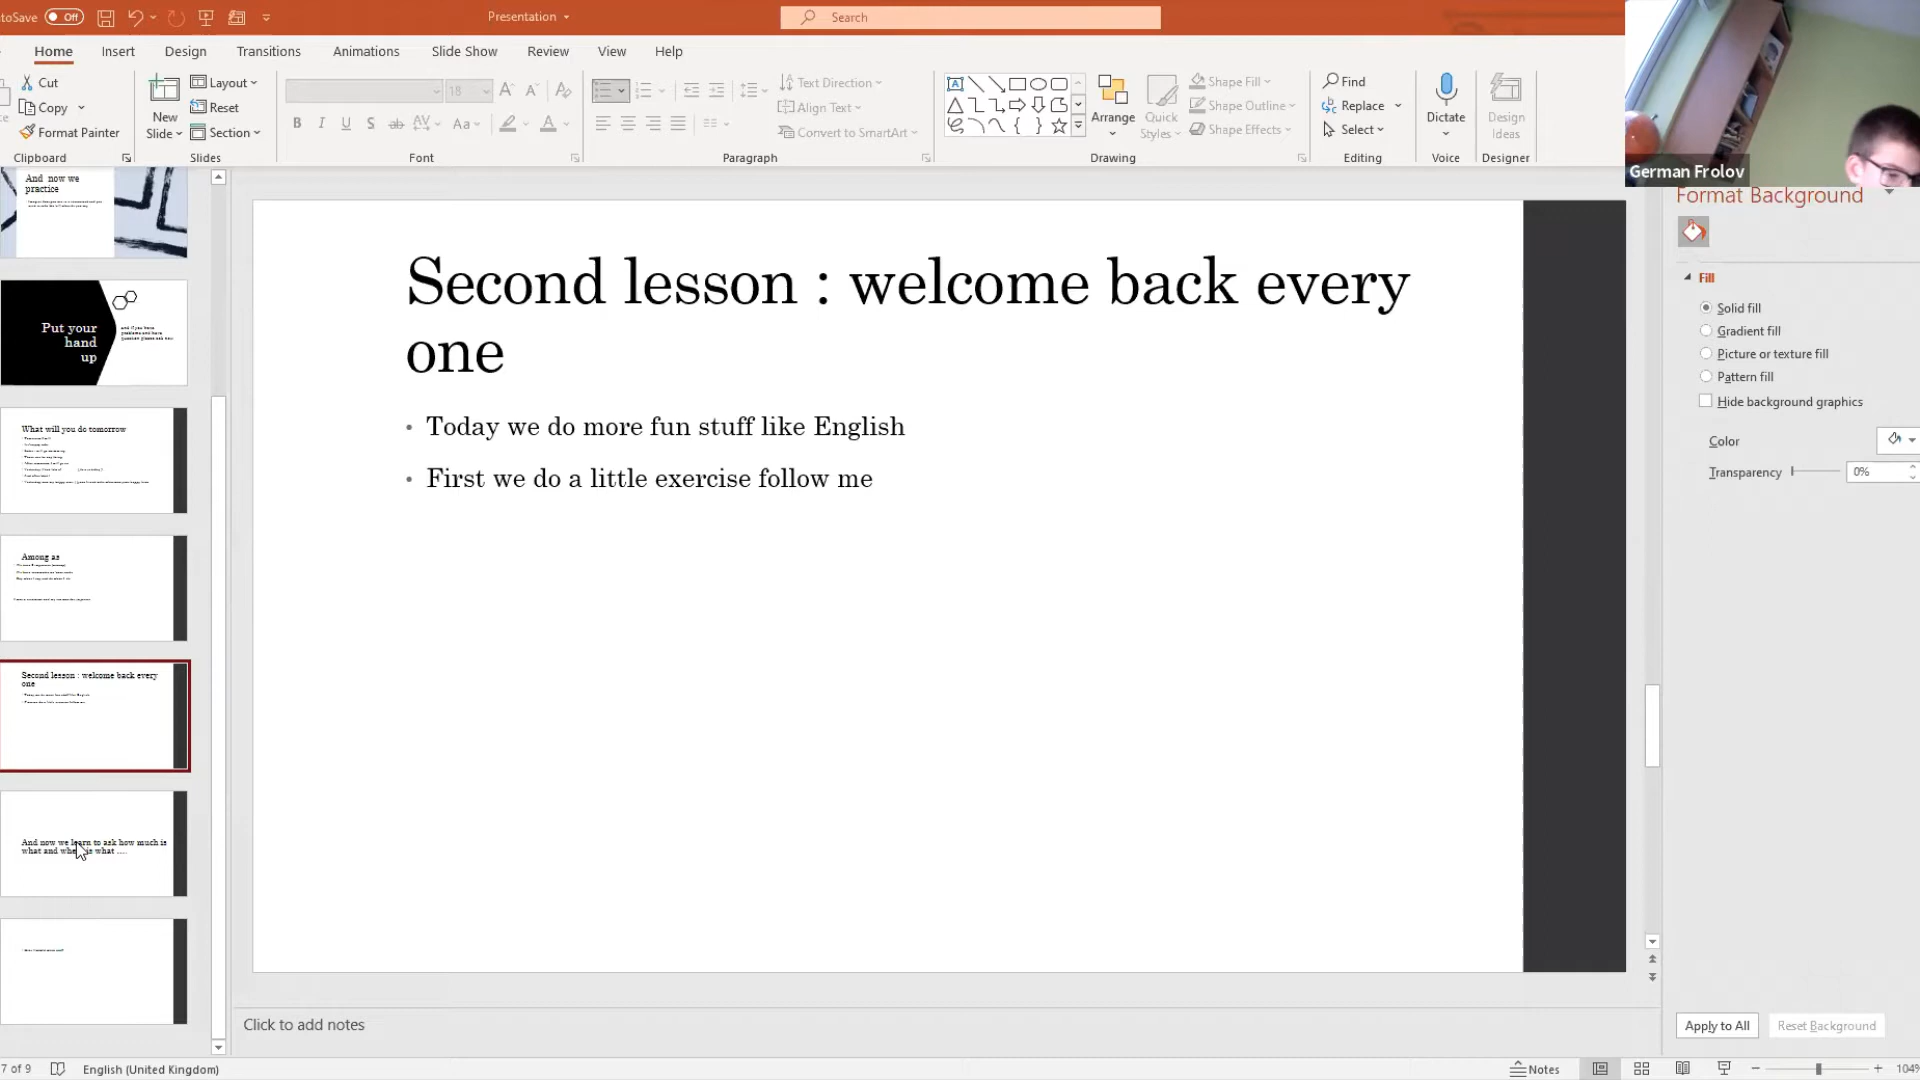 toSave Off Presentation Search
Home Insert Design Transitions Animations Slide Show Review View Help
Cut
Copy
Format Painter
Clipboard
New Slide
Layout
Reset
Section
Slides
18
Font
Paragraph
Text Direction
Align Text
Convert to SmartArt
Arrange
Quick Styles
Shape Fill
Shape Outline
Shape Effects
Drawing
Find
Replace
Select
Editing
Dictate
Voice
Design Ideas
Designer
German Frolov
And now we
practice
Put your
hand
up
What will you do tomorrow
Among as
Second lesson : welcome back every
one
And now we learn to ask how much is
what and is what ....
Second lesson : welcome back every
one
• Today we do more fun stuff like English
• First we do a little exercise follow me
Click to add notes
Format Background
Fill
Solid fill
Gradient fill
Picture or texture fill
Pattern fill
Hide background graphics
Color
Transparency 0%
Apply to All Reset Background
7 of 9 English (United Kingdom) Notes 104%